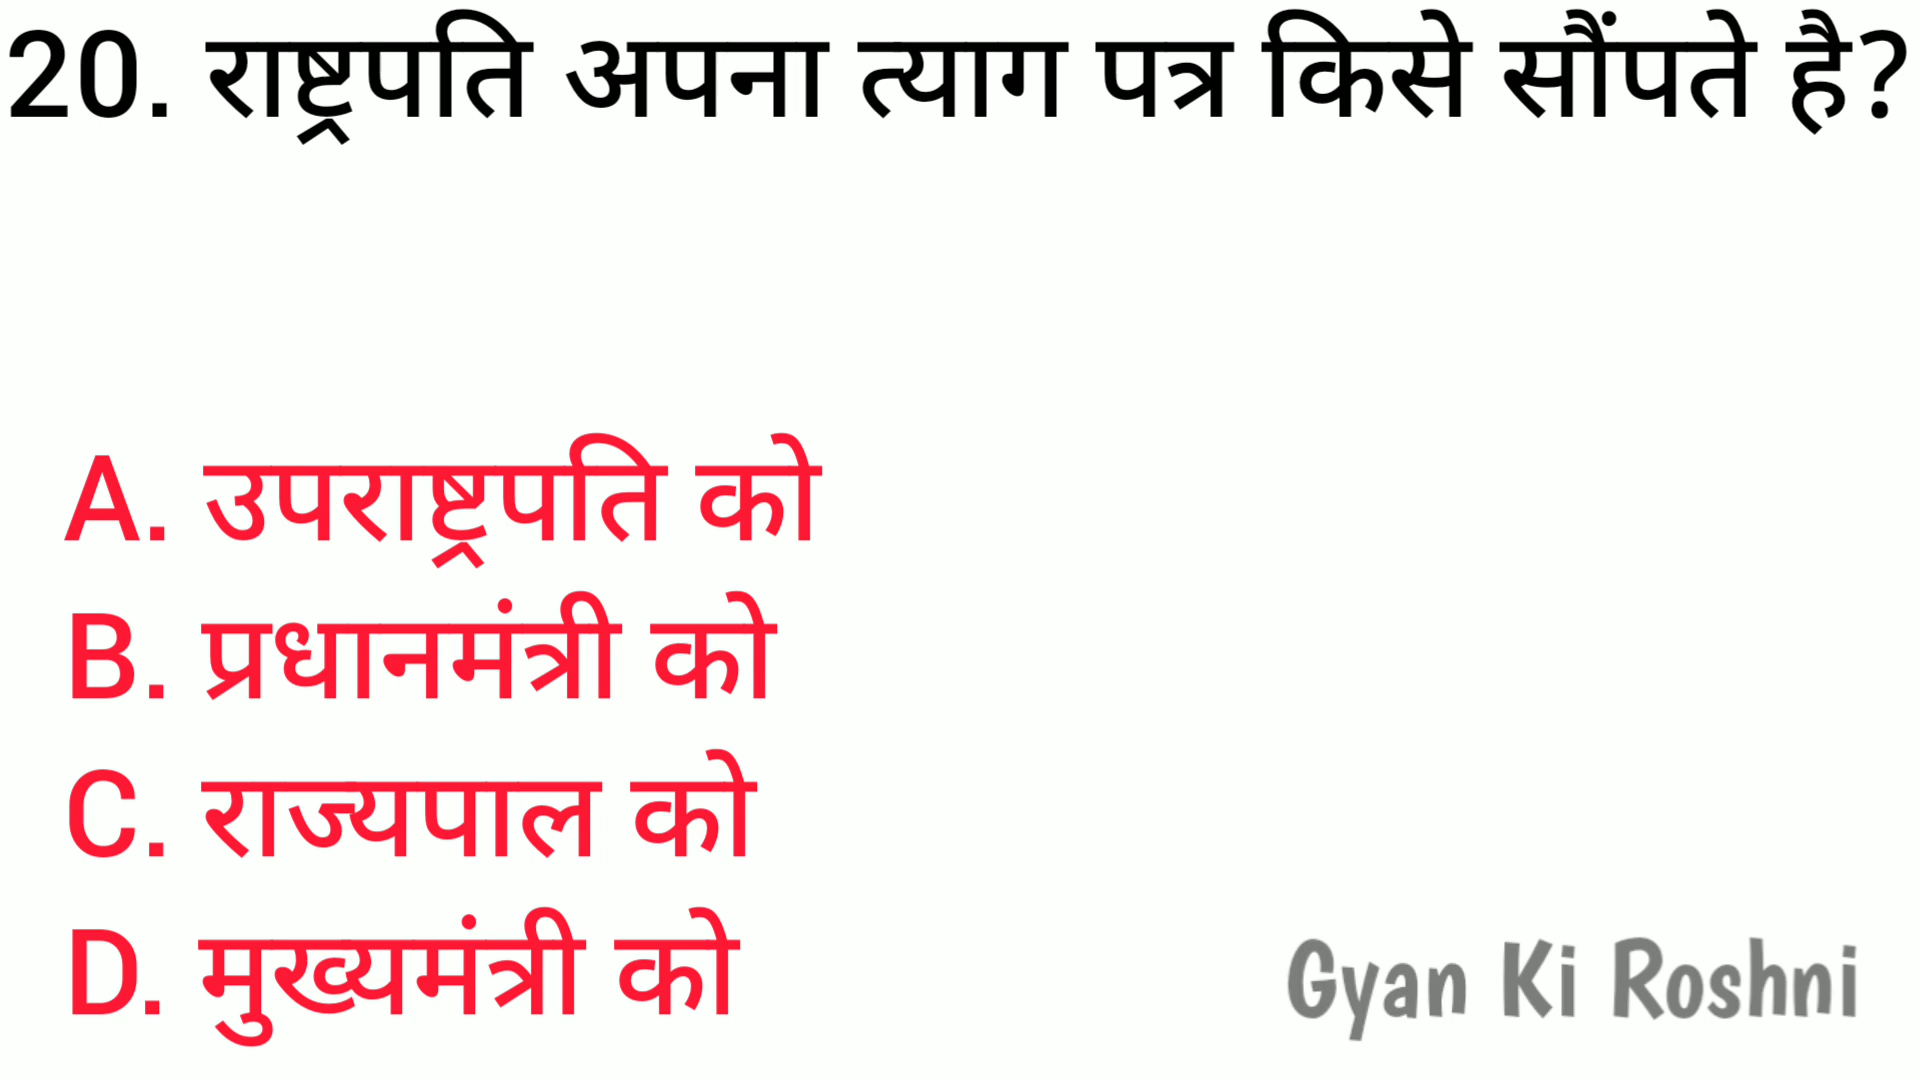 20. राष्ट्रपति अपना त्याग पत्र किसे सौंपते है?
A. उपराष्ट्रपति को
B. प्रधानमंत्री को
C. राज्यपाल को
D. मुख्यमंत्री को
Gyan Ki Roshni